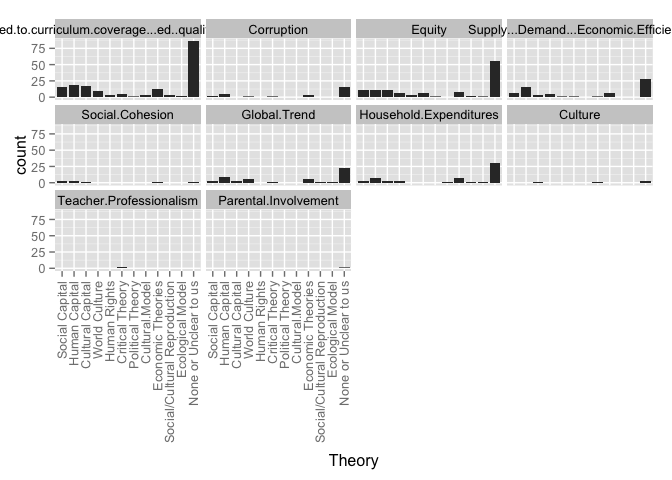 ed.to.curriculum.coverage...ed..quali
Corruption
Equity
Supply...Demand...Economic.Efficie
75
50
25
0
Social.Cohesion
Global.Trend
Household.Expenditures
Culture
count
75
50
25
0
Teacher.Professionalism
Parental.Involvement
75
50
25
0
Social Capital
Human Capital
Cultural Capital
World Culture
Human Rights
Critical Theory
Political Theory
Cultural.Model
Economic Theories
Social/Cultural Reproduction
Ecological Model
None or Unclear to us
Social Capital
Human Capital
Cultural Capital
World Culture
Human Rights
Critical Theory
Political Theory
Cultural.Model
Economic Theories
Social/Cultural Reproduction
Ecological Model
None or Unclear to us
Theory